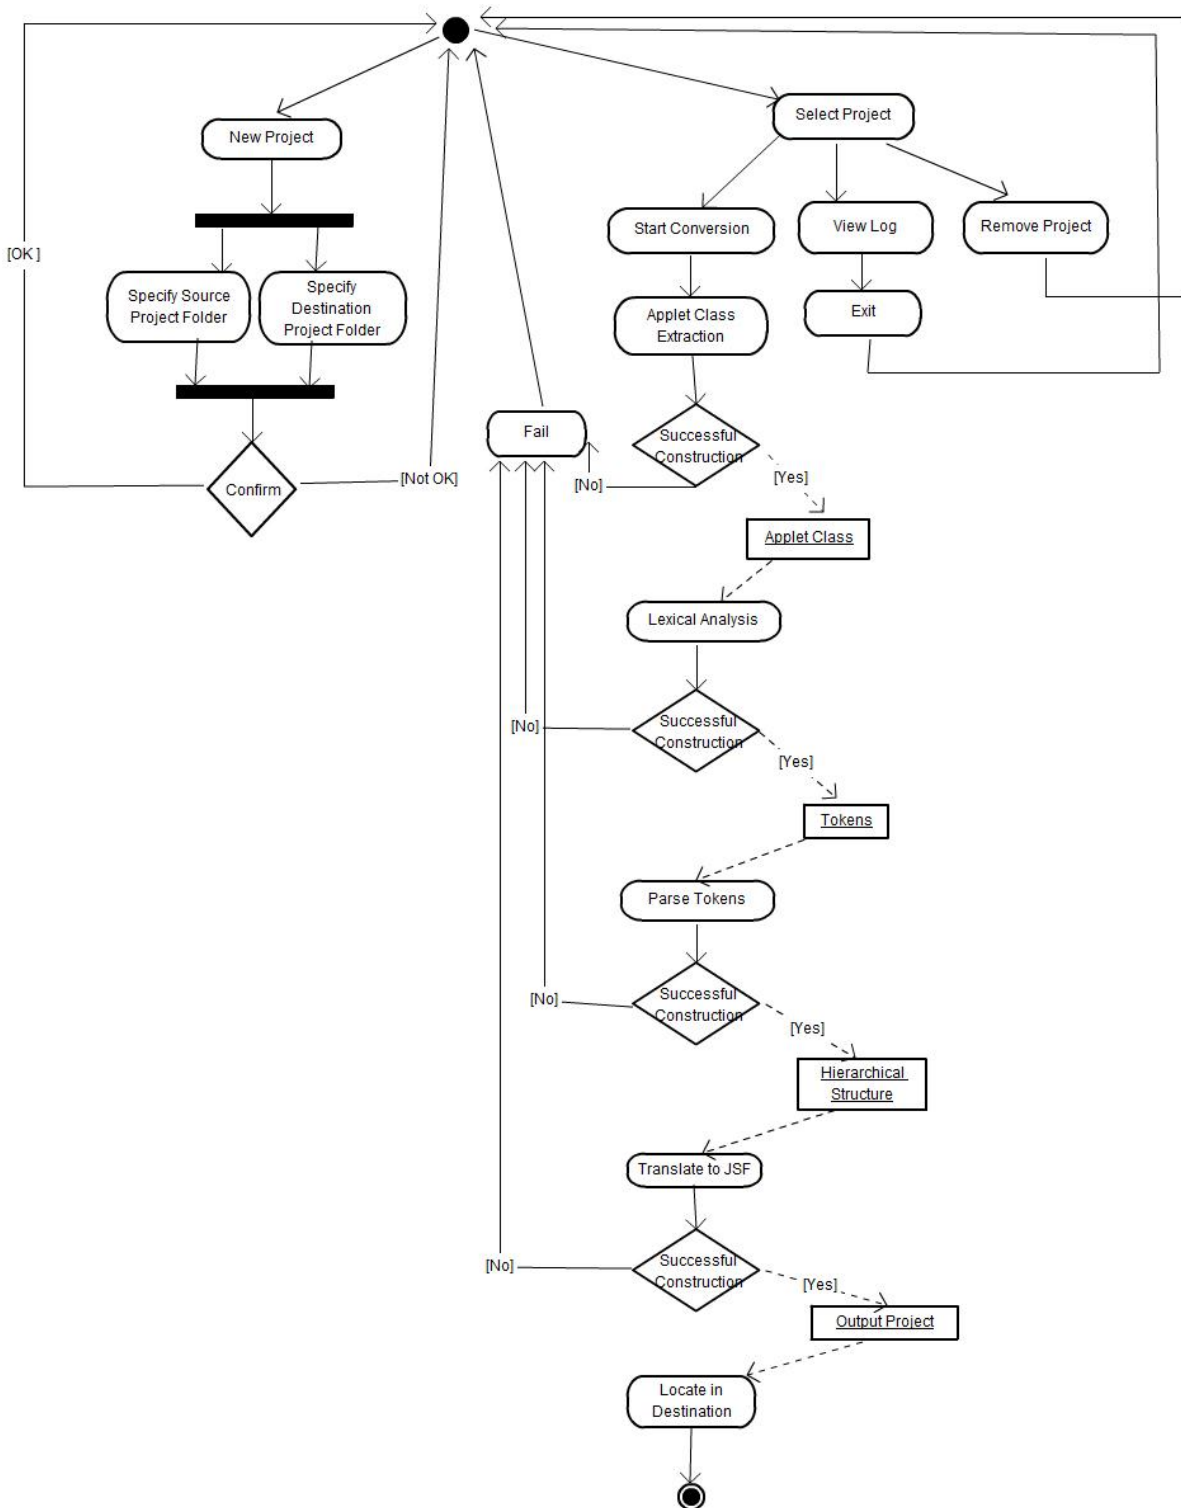 Select Project
New Project
Start Conversion
View Log
Remove Project
[OK ]
Specify Source
Project Folder
Specify
Destination
Project Folder
Applet Class
Extraction
Exit
Fail
Successful
Construction
[No]
[Yes]
Confirm
[Not OK]
Applet Class
Lexical Analysis
Successful
Construction
[No]
[Yes]
Tokens
Parse Tokens
Successful
Construction
[No]
[Yes]
Hierarchical
Structure
Translate to JSF
Successful
Construction
[No]
[Yes]
Output Project
Locate in
Destination